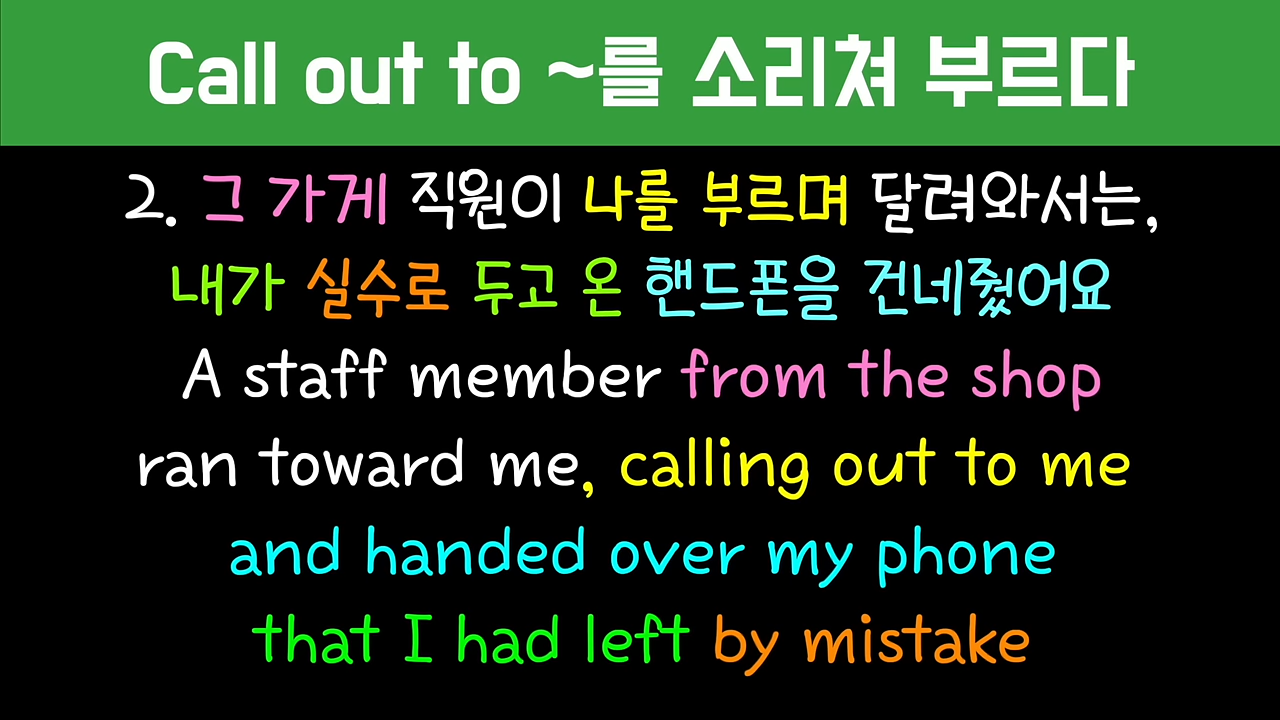 Call out to ~를 소리쳐 부르다
2. 그 가게 직원이 나를 부르며 달려와서는,
내가 실수로 두고 온 핸드폰을 건네줬어요
A staff member from the shop
ran toward me, calling out to me
and handed over my phone
that I had left by mistake